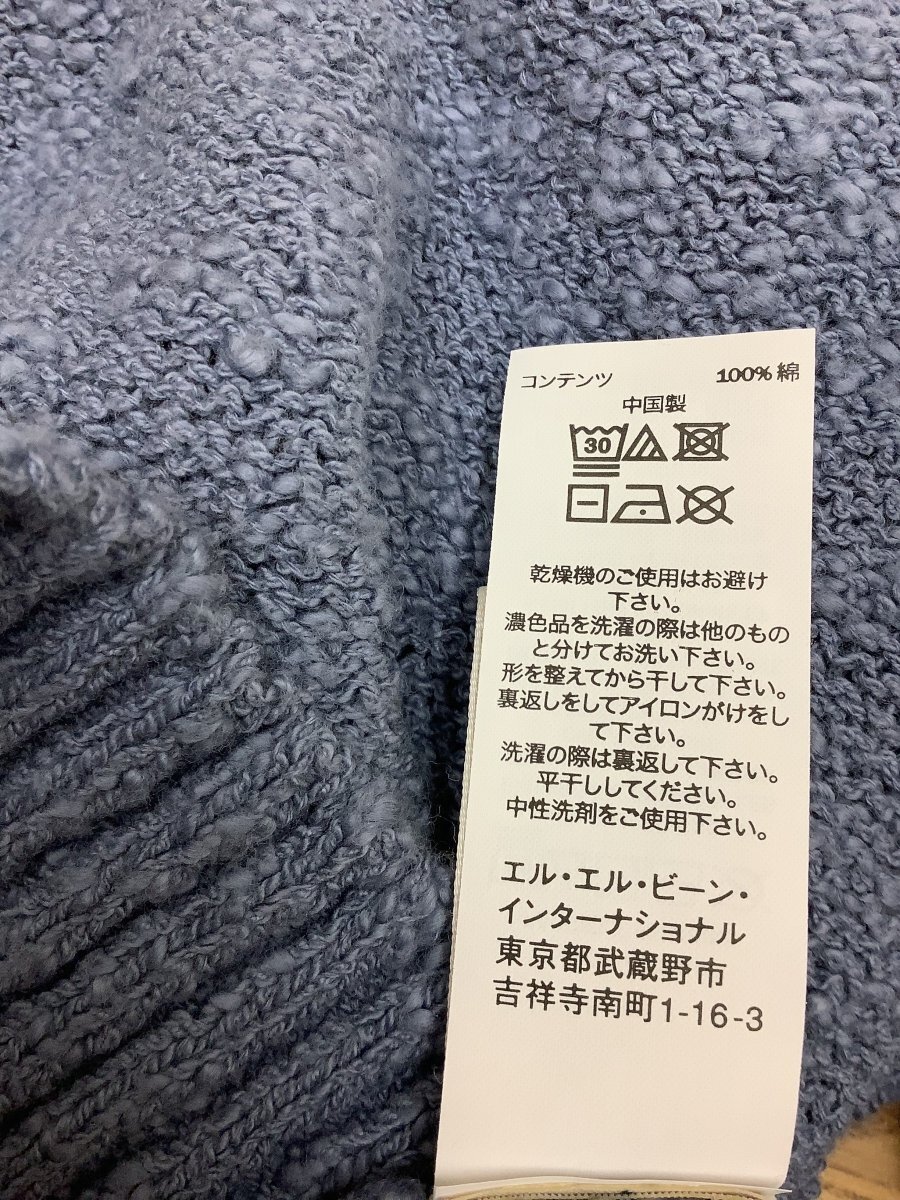 コンテンツ 100% 綿
中国製
30
乾燥機のご使用はお避け
下さい。
濃色品を洗濯の際は他のもの
と分けてお洗い下さい。
形を整えてから干して下さい。
裏返しをしてアイロンがけをし
て下さい。
洗濯の際は裏返して下さい。
平干ししてください。
中性洗剤をご使用下さい。
エル・エル・ビーン・
インターナショナル
東京都武蔵野市
吉祥寺南町1-16-3